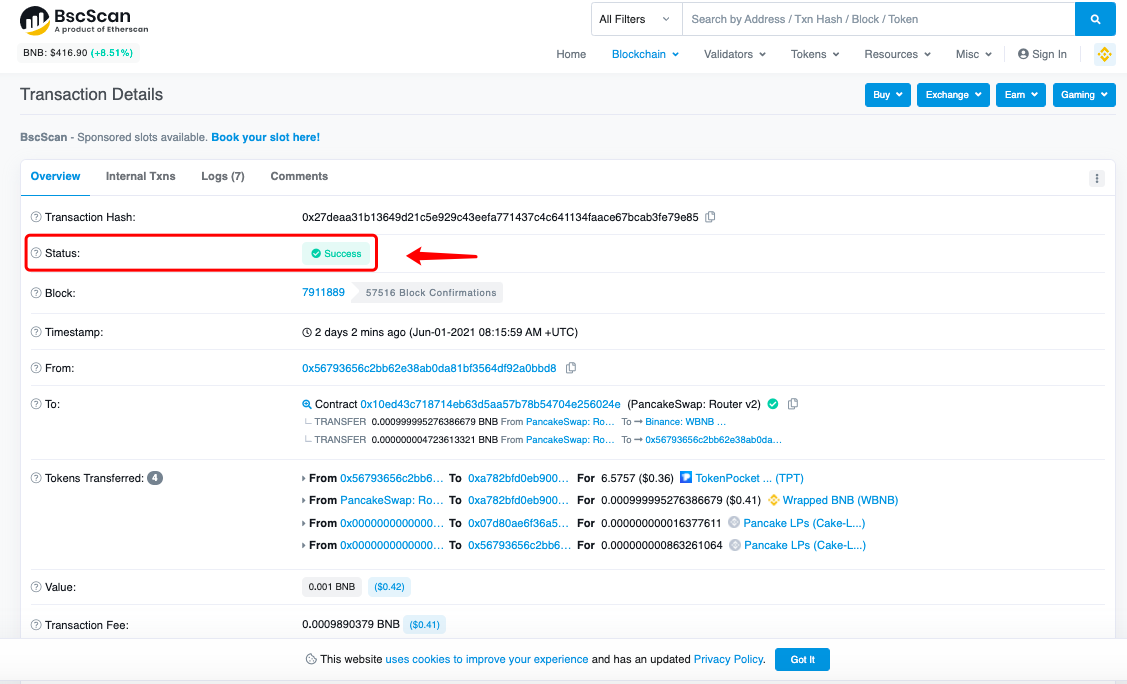 BscScan
A product of Etherscan
All Filters
Search by Address / Txn Hash / Block / Token
BNB: $416.90 (+8.51%)
Home Blockchain Validators Tokens Resources Misc Sign In
Transaction Details
Buy Exchange Earn Gaming
BscScan - Sponsored slots available. Book your slot here!
Overview Internal Txns Logs (7) Comments
Transaction Hash: 0x27deaa31b13649d21c5e929c43eefa771437c4c641134faace67bcab3fe79e85
Status: Success
Block: 7911889 57516 Block Confirmations
Timestamp: 2 days 2 mins ago (Jun-01-2021 08:15:59 AM +UTC)
From: 0x56793656c2bb62e38ab0da81bf3564df92a0bbd8
To: Contract 0x10ed43c718714eb63d5aa57b78b54704e256024e (PancakeSwap: Router v2)
TRANSFER 0.000999995276386679 BNB From PancakeSwap: Ro... To → Binance: WBNB ...
TRANSFER 0.000000004723613321 BNB From PancakeSwap: Ro... To → 0x56793656c2bb62e38ab0da...
Tokens Transferred: 4 From 0x56793656c2bb6... To 0xa782bfd0eb900... For 6.5757 ($0.36) TokenPocket ... (TPT)
From PancakeSwap: Ro... To 0xa782bfd0eb900... For 0.000999995276386679 ($0.41) Wrapped BNB (WBNB)
From 0x0000000000000... To 0x07d80ae6f36a5... For 0.000000000016377611 Pancake LPs (Cake-L...)
From 0x0000000000000... To 0x56793656c2bb6... For 0.000000000863261064 Pancake LPs (Cake-L...)
Value: 0.001 BNB ($0.42)
Transaction Fee: 0.0009890379 BNB ($0.41)
This website uses cookies to improve your experience and has an updated Privacy Policy. Got It